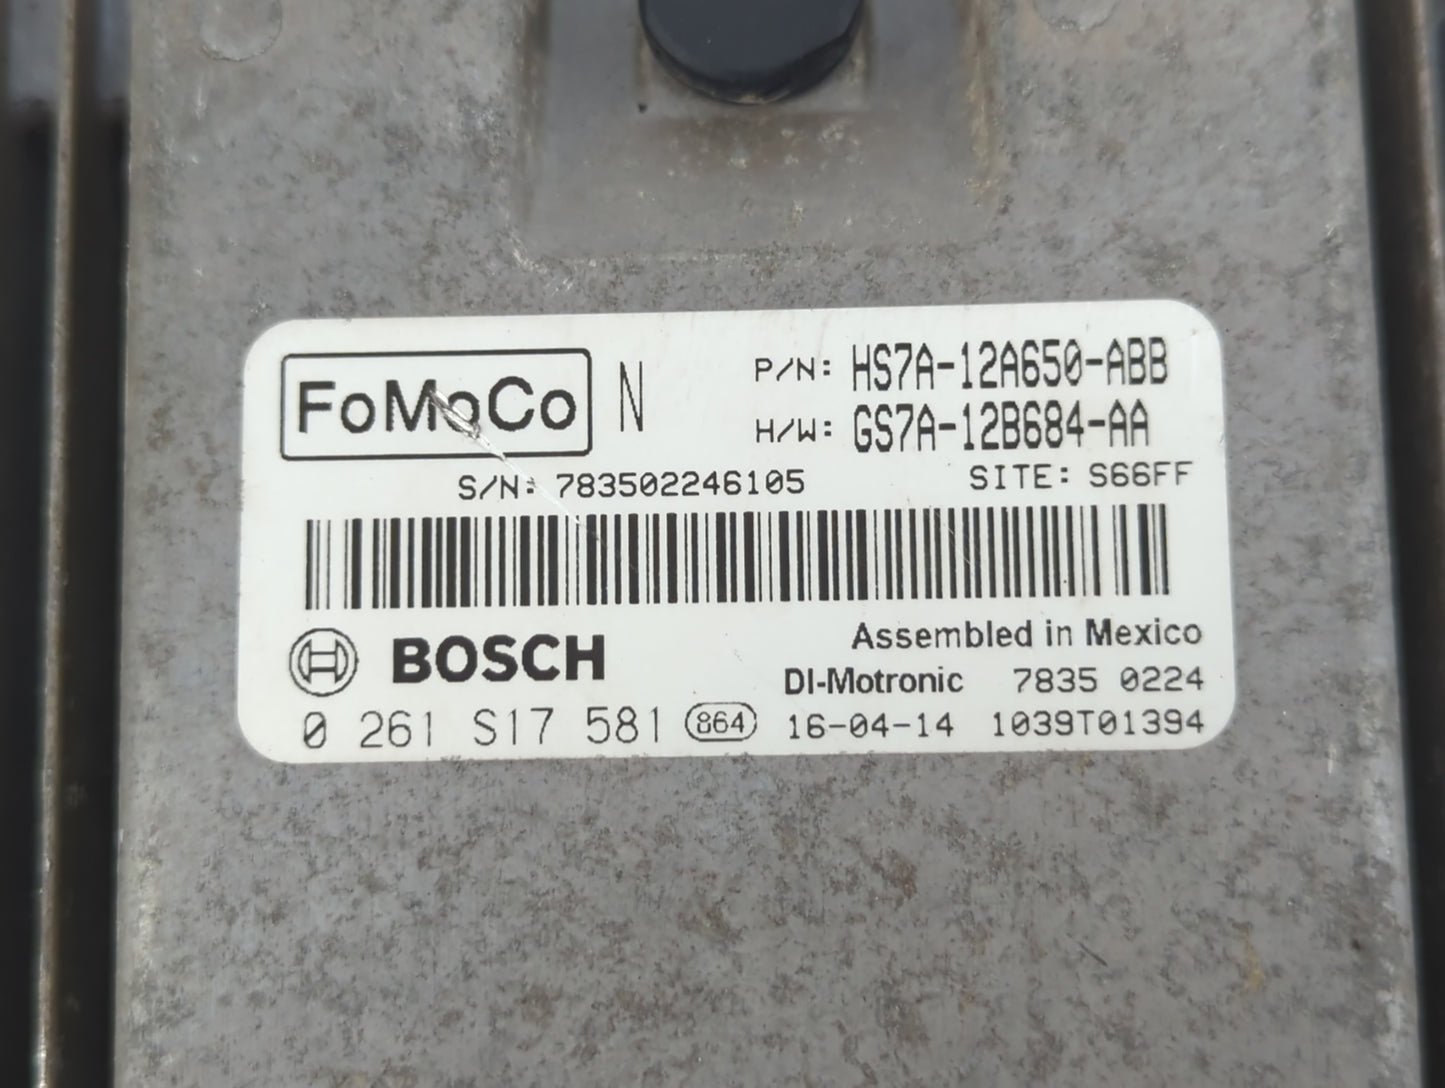 FoMoCo N P/N: HS7A-12A650-ABB
H/W: GS7A-12B684-AA
S/N: 783502246105 SITE: S66FF
BOSCH Assembled in Mexico
DI-Motronic 7835 0224
0 261 S17 581 864 16-04-14 1039T01394